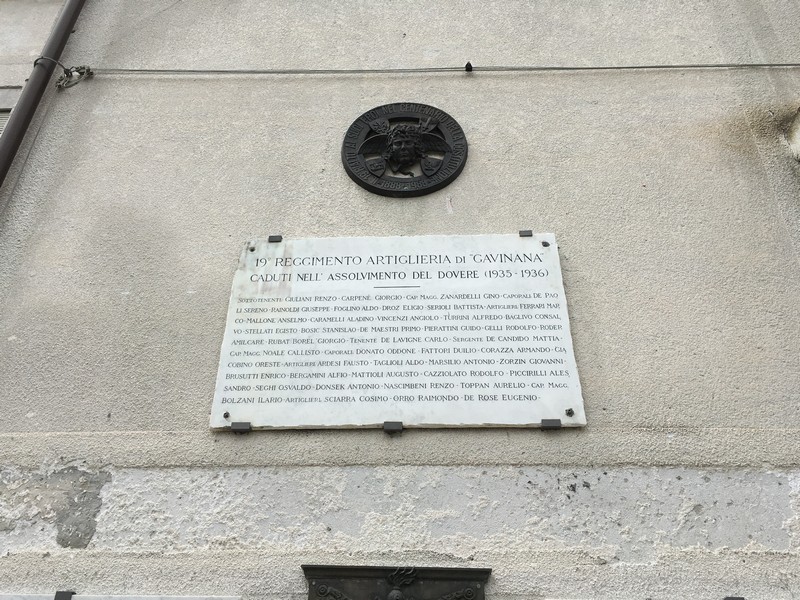 19° REGGIMENTO ARTIGLIERIA DI "GAVINANA"
CADUTI NELL'ASSOLVIMENTO DEL DOVERE (1935-1936)
SOTTOTENENTE GIULIANI RENZO - CARPENÈ GIORGIO - CAP. MAGG. ZANARDELLI GINO - CAPORALI DE PAO
LI SERENO - RAINOLDI GIUSEPPE - FOGLINO ALDO - DROZ ELIGIO - SERIOLI BATTISTA - ARTIGLIERI FERRARI MAR
CO - MALLONE ANSELMO - CARAMELLI ALADINO - VINCENZI ANGIOLO - TURRINI ALFREDO - BAGLIVO CONSAL
VO - STELLATI EGISTO - BOSIC STANISLAO - DE MAESTRI PRIMO - PIERATTINI GUIDO - GELLI RODOLFO - RODER
AMILCARE - RUBAT BOREL GIORGIO - TENENTE DE LAVIGNE CARLO - SERGENTE DE CANDIDO MATTIA -
CAP. MAGG. NOALE CALLISTO - CAPORALI DONATO ODDONE - FATTORI DUILIO - CORAZZA ARMANDO - GIA
COBINO ORESTE - ARTIGLIERI ARDESI FAUSTO - TAGLIOLI ALDO - MARSILIO ANTONIO - ZORZIN GIOVANNI -
BRUSUTTI ENRICO - BERGAMINI ALFIO - MATTIOLI AUGUSTO - CAZZIOLATO RODOLFO - PICCIRILLI ALES
SANDRO - SEGHI OSVALDO - DONSEK ANTONIO - NASCIMBENI RENZO - TOPPAN AURELIO - CAP. MAGG.
BOLZANI ILARIO - ARTIGLIERI SCIARRA COSIMO - ORRO RAIMONDO - DE ROSE EUGENIO -